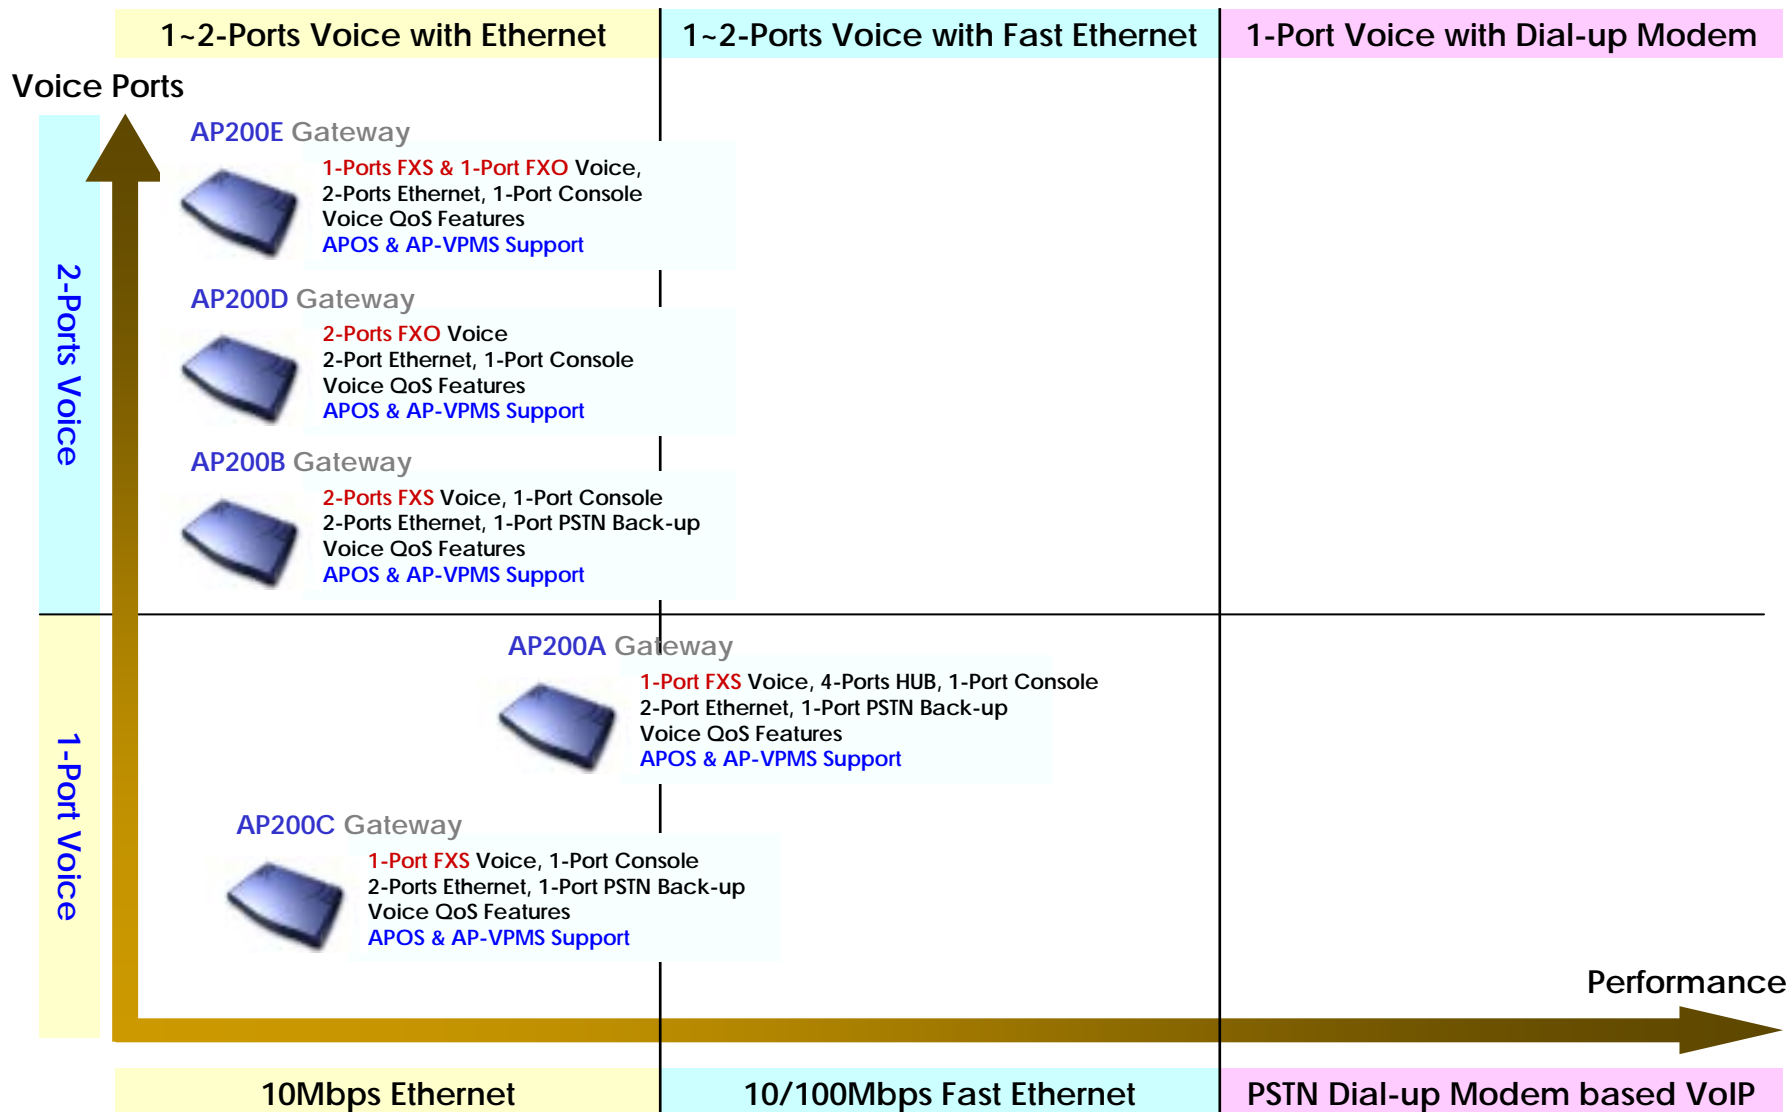 1~2-Ports Voice with Ethernet
1~2-Ports Voice with Fast Ethernet
1-Port Voice with Dial-up Modem
Voice Ports
2-Ports Voice
AP200E Gateway
1-Ports FXS & 1-Port FXO Voice,
2-Ports Ethernet, 1-Port Console
Voice QoS Features
APOS & AP-VPMS Support
AP200D Gateway
2-Ports FXO Voice
2-Port Ethernet, 1-Port Console
Voice QoS Features
APOS & AP-VPMS Support
AP200B Gateway
2-Ports FXS Voice, 1-Port Console
2-Ports Ethernet, 1-Port PSTN Back-up
Voice QoS Features
APOS & AP-VPMS Support
1-Port Voice
AP200A Gateway
1-Port FXS Voice, 4-Ports HUB, 1-Port Console
2-Port Ethernet, 1-Port PSTN Back-up
Voice QoS Features
APOS & AP-VPMS Support
AP200C Gateway
1-Port FXS Voice, 1-Port Console
2-Ports Ethernet, 1-Port PSTN Back-up
Voice QoS Features
APOS & AP-VPMS Support
Performance
10Mbps Ethernet
10/100Mbps Fast Ethernet
PSTN Dial-up Modem based VoIP